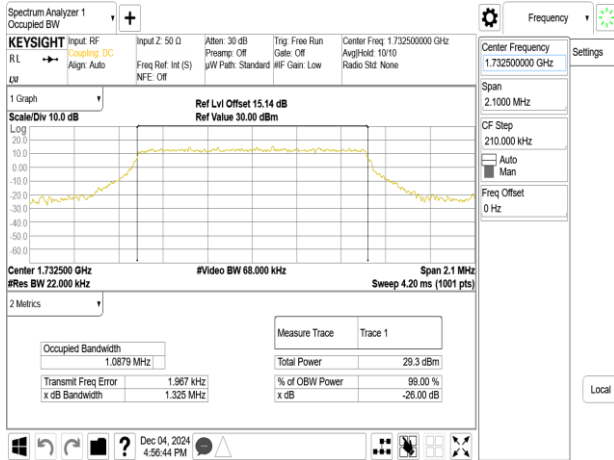 Spectrum Analyzer 1
Occupied BW
KEYSIGHT
RL
LXI
Input: RF
Coupling: DC
Align: Auto
Input Z: 50 Ω
Freq Ref: Int (S)
NFE: Off
Atten: 30 dB
Preamp: Off
µW Path: Standard
Trig: Free Run
Gate: Off
#IF Gain: Low
Center Freq: 1.732500000 GHz
Avg|Hold: 10/10
Radio Std: None
1 Graph
Scale/Div 10.0 dB
Ref Lvl Offset 15.14 dB
Ref Value 30.00 dBm
Log
20.0
10.0
0.00
-10.0
-20.0
-30.0
-40.0
-50.0
-60.0
Center 1.732500 GHz
#Video BW 68.000 kHz
Span 2.1 MHz
#Res BW 22.000 kHz
Sweep 4.20 ms (1001 pts)
2 Metrics
Measure Trace Trace 1
Occupied Bandwidth
1.0879 MHz
Total Power 29.3 dBm
Transmit Freq Error 1.967 kHz
% of OBW Power 99.00 %
x dB Bandwidth 1.325 MHz
x dB -26.00 dB
Dec 04, 2024
4:56:44 PM
Frequency
Center Frequency
1.732500000 GHz
Settings
Span
2.1000 MHz
CF Step
210.000 kHz
Auto
Man
Freq Offset
0 Hz
Local